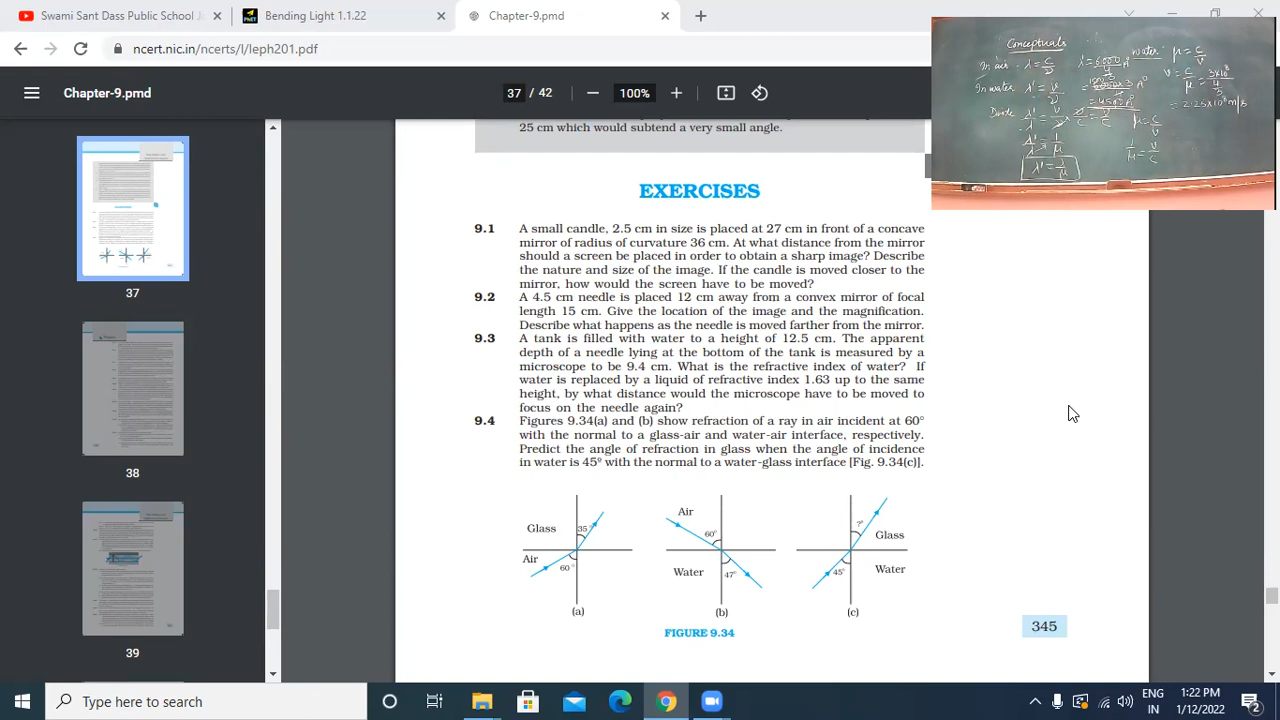 Swami Sant Dass Public School J
Bending Light 1.1.22
Chapter-9.pmd
ncert.nic.in/ncerts/l/leph201.pdf
Chapter-9.pmd
37 / 42
100%
25 cm which would subtend a very small angle.
EXERCISES
9.1 A small candle, 2.5 cm in size is placed at 27 cm in front of a concave
mirror of radius of curvature 36 cm. At what distance from the mirror
should a screen be placed in order to obtain a sharp image? Describe
the nature and size of the image. If the candle is moved closer to the
mirror, how would the screen have to be moved?
9.2 A 4.5 cm needle is placed 12 cm away from a convex mirror of focal
length 15 cm. Give the location of the image and the magnification.
Describe what happens as the needle is moved farther from the mirror.
9.3 A tank is filled with water to a height of 12.5 cm. The apparent
depth of a needle lying at the bottom of the tank is measured by a
microscope to be 9.4 cm. What is the refractive index of water? If
water is replaced by a liquid of refractive index 1.63 up to the same
height, by what distance would the microscope have to be moved to
focus on the needle again?
9.4 Figures 9.34(a) and (b) show refraction of a ray in air incident at 60°
with the normal to a glass-air and water-air interface, respectively.
Predict the angle of refraction in glass when the angle of incidence
in water is 45º with the normal to a water-glass interface [Fig. 9.34(c)].
Glass 35°
Air 60°
(a)
Air 60°
Water 47°
(b)
?° Glass
45° Water
(c)
FIGURE 9.34
345
37
38
39
Conceptuals
water μ = c/v
In air - λ = c/ν
In water λ' = v/ν
Divide
λ'/λ = 1/μ
λ' = λ/μ
μ = c/v
1/μ = v/c
= 2.25×10⁸ m/s
Type here to search
ENG
IN
1:22 PM
1/12/2022
2